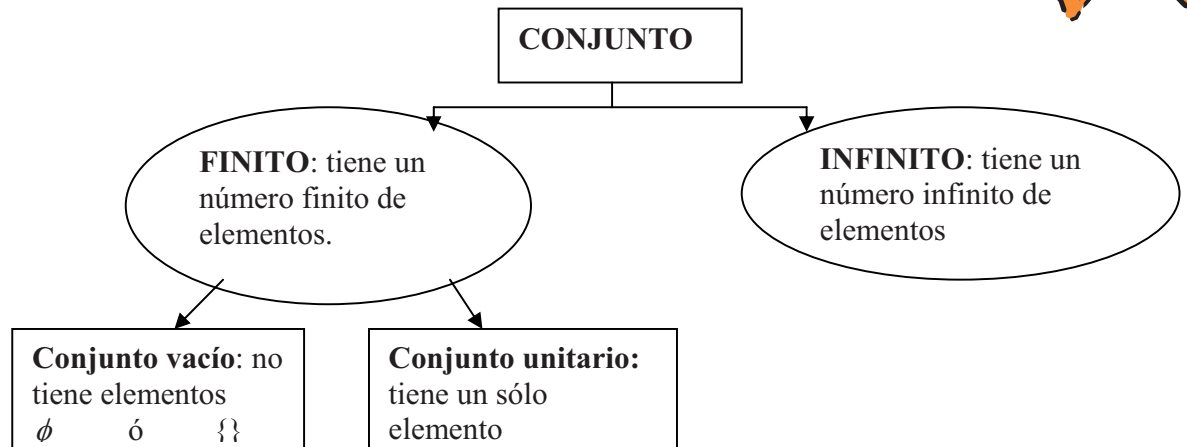 CONJUNTO
FINITO: tiene un
número finito de
elementos.
INFINITO: tiene un
número infinito de
elementos
Conjunto vacío: no
tiene elementos
ϕ ó {}
Conjunto unitario:
tiene un sólo
elemento